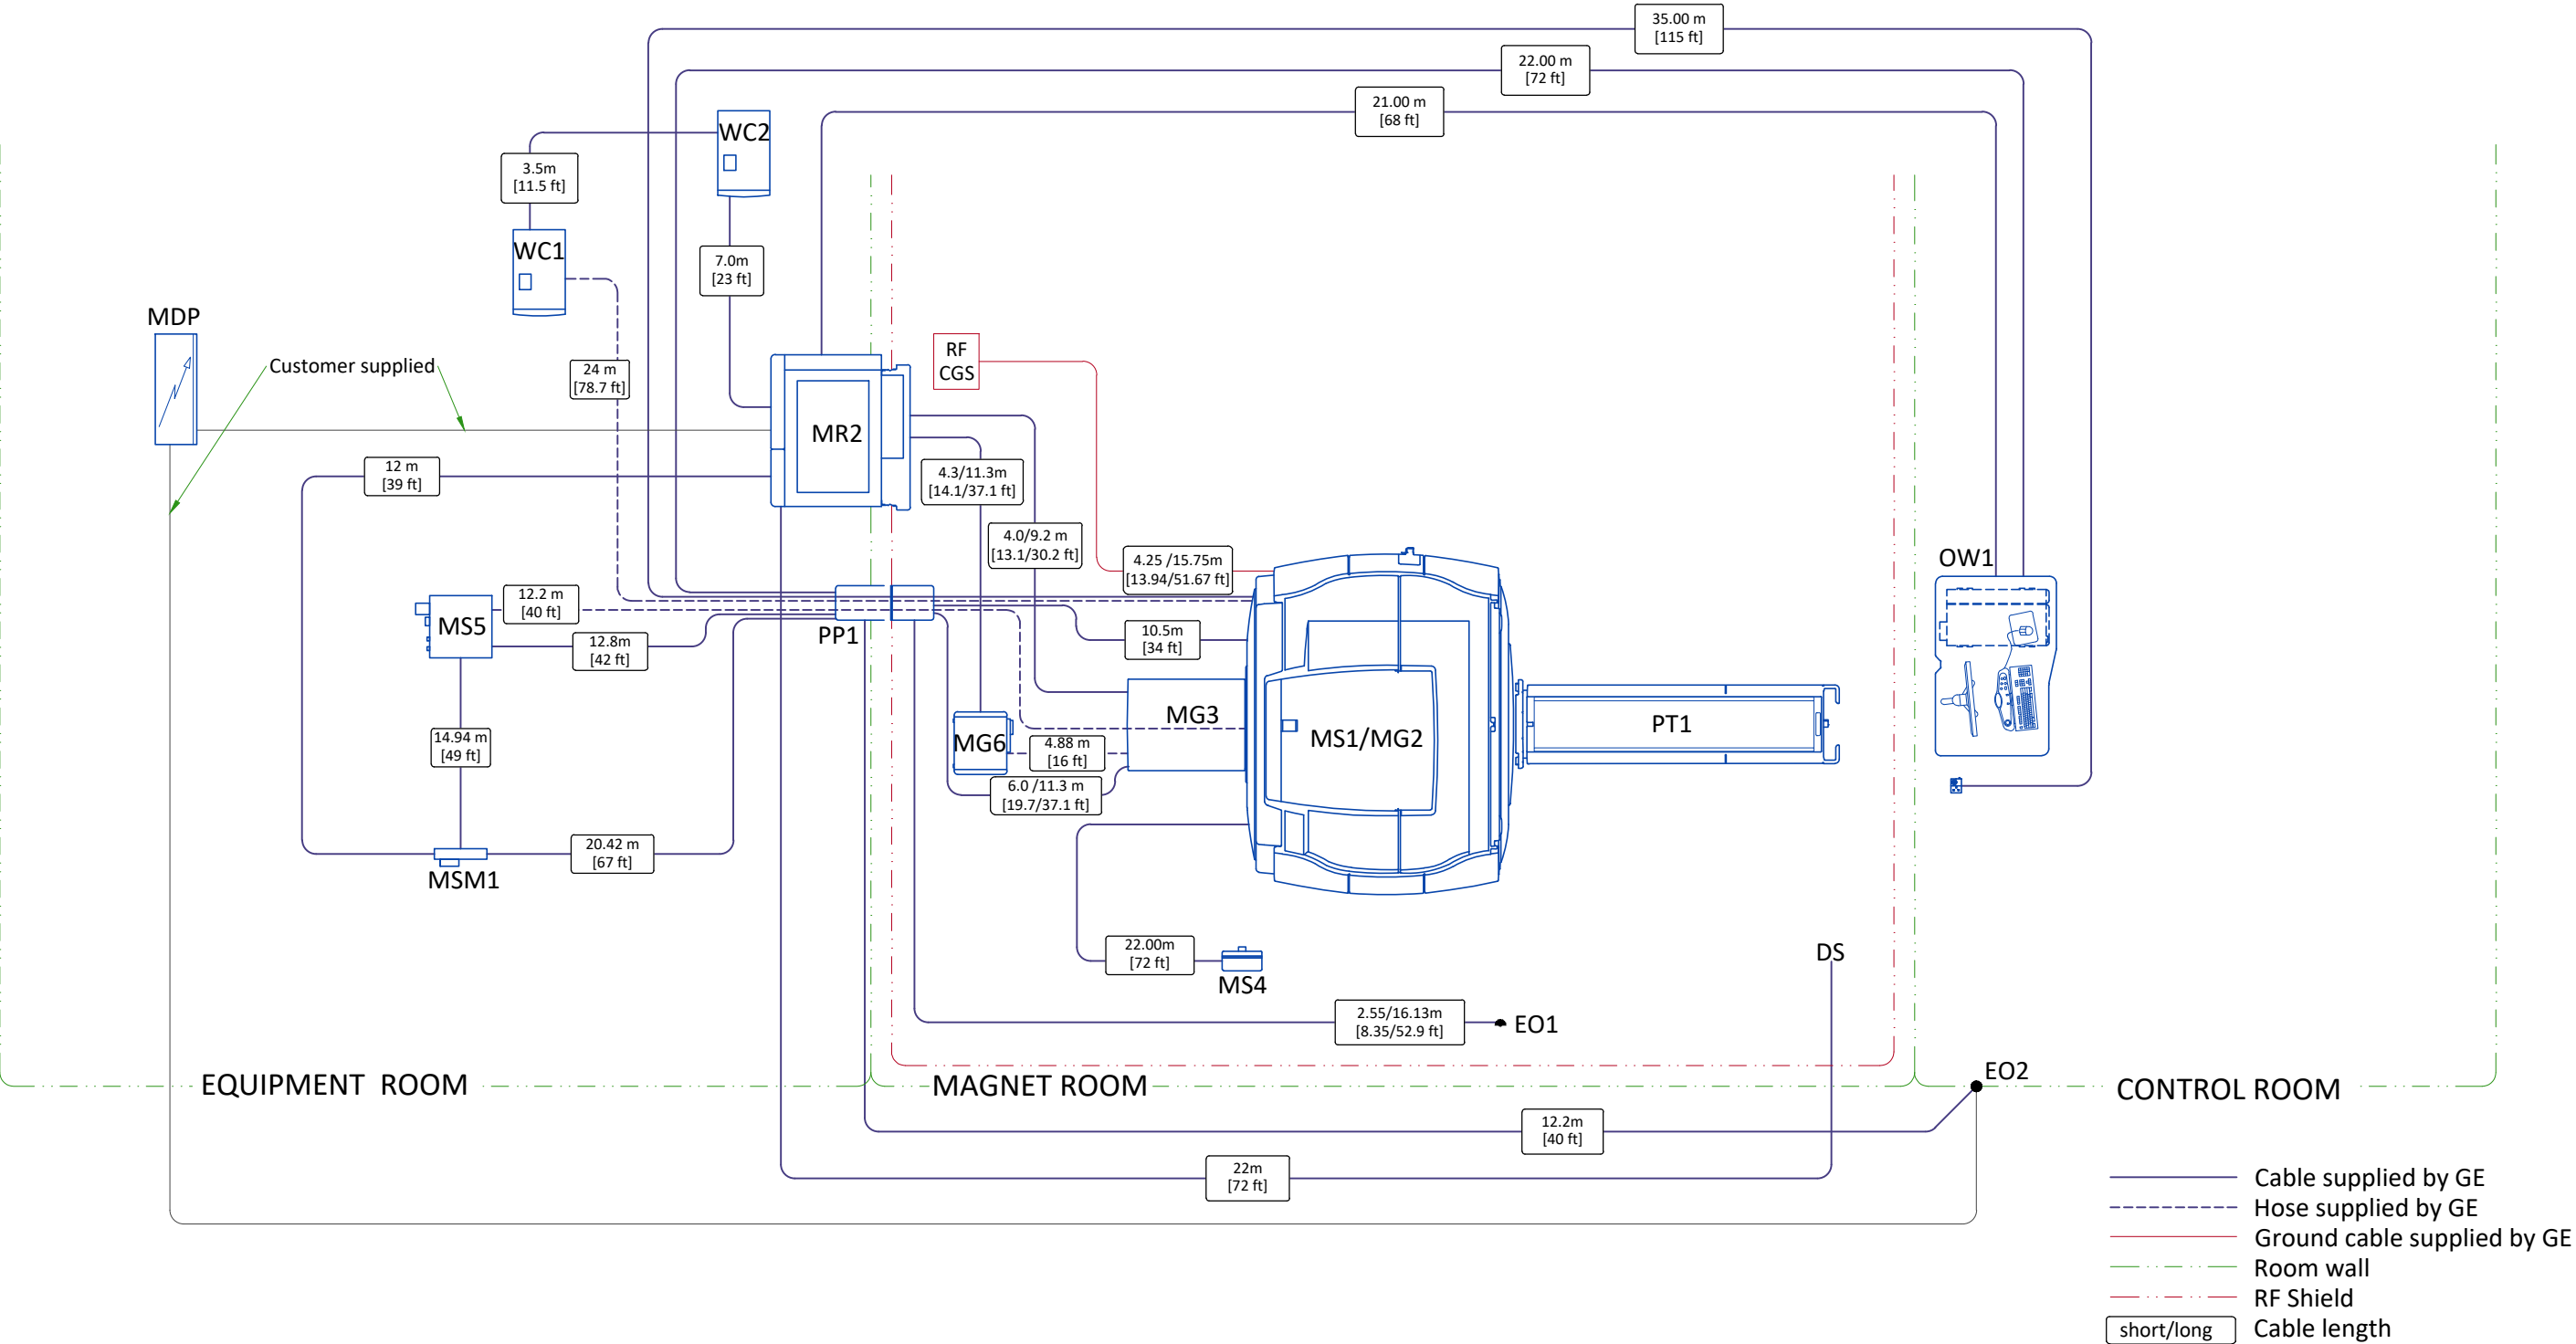 35.00 m
[115 ft]
22.00 m
[72 ft]
21.00 m
[68 ft]
WC2
3.5m
[11.5 ft]
WC1
7.0m
[23 ft]
MDP
Customer supplied
24 m
[78.7 ft]
RF
CGS
MR2
12 m
[39 ft]
4.3/11.3m
[14.1/37.1 ft]
4.0/9.2 m
[13.1/30.2 ft]
4.25 /15.75m
[13.94/51.67 ft]
OW1
12.2 m
[40 ft]
MS5
PP1
12.8m
[42 ft]
10.5m
[34 ft]
MG3
MS1/MG2
PT1
14.94 m
[49 ft]
MG6
4.88 m
[16 ft]
6.0 /11.3 m
[19.7/37.1 ft]
20.42 m
[67 ft]
MSM1
22.00m
[72 ft]
MS4
DS
2.55/16.13m
[8.35/52.9 ft]
EO1
EO2
EQUIPMENT ROOM
MAGNET ROOM
CONTROL ROOM
12.2m
[40 ft]
22m
[72 ft]
Cable supplied by GE
Hose supplied by GE
Ground cable supplied by GE
Room wall
RF Shield
short/long Cable length